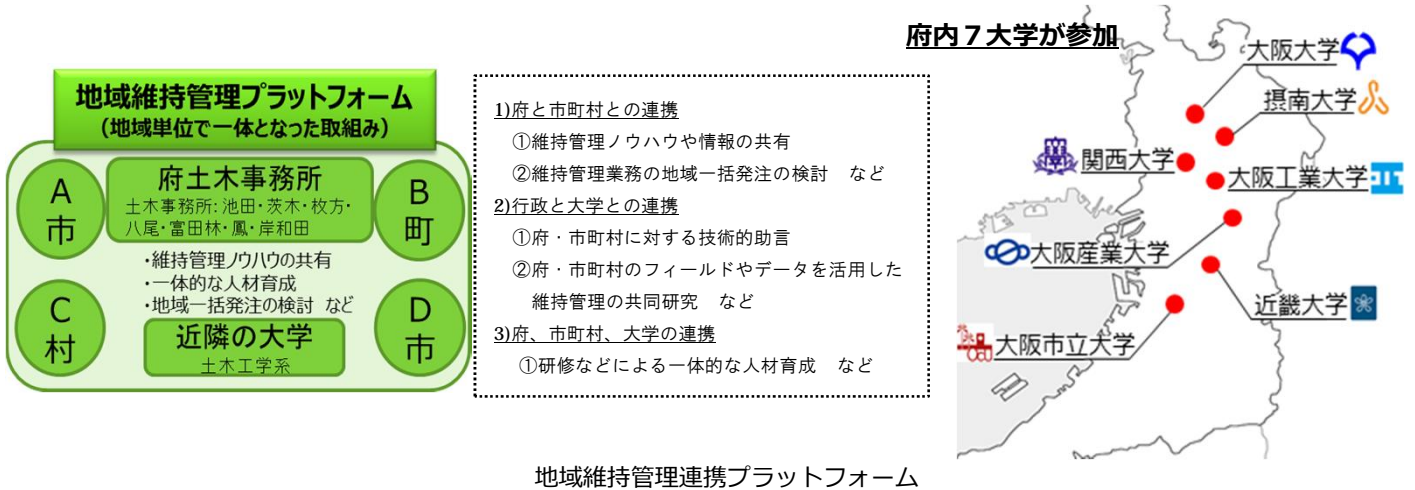 地域維持管理プラットフォーム
（地域単位で一体となった取組み）
A市
府土木事務所
土木事務所:池田・茨木・枚方・
八尾・富田林・鳳・岸和田
B町
・維持管理ノウハウの共有
・一体的な人材育成
・地域一括発注の検討 など
C村
近隣の大学
土木工学系
D市
1)府と市町村との連携
①維持管理ノウハウや情報の共有
②維持管理業務の地域一括発注の検討　など
2)行政と大学との連携
①府・市町村に対する技術的助言
②府・市町村のフィールドやデータを活用した
維持管理の共同研究　など
3)府、市町村、大学の連携
①研修などによる一体的な人材育成　など
府内７大学が参加
大阪大学
摂南大学
関西大学
大阪工業大学
大阪産業大学
近畿大学
大阪市立大学
地域維持管理連携プラットフォーム